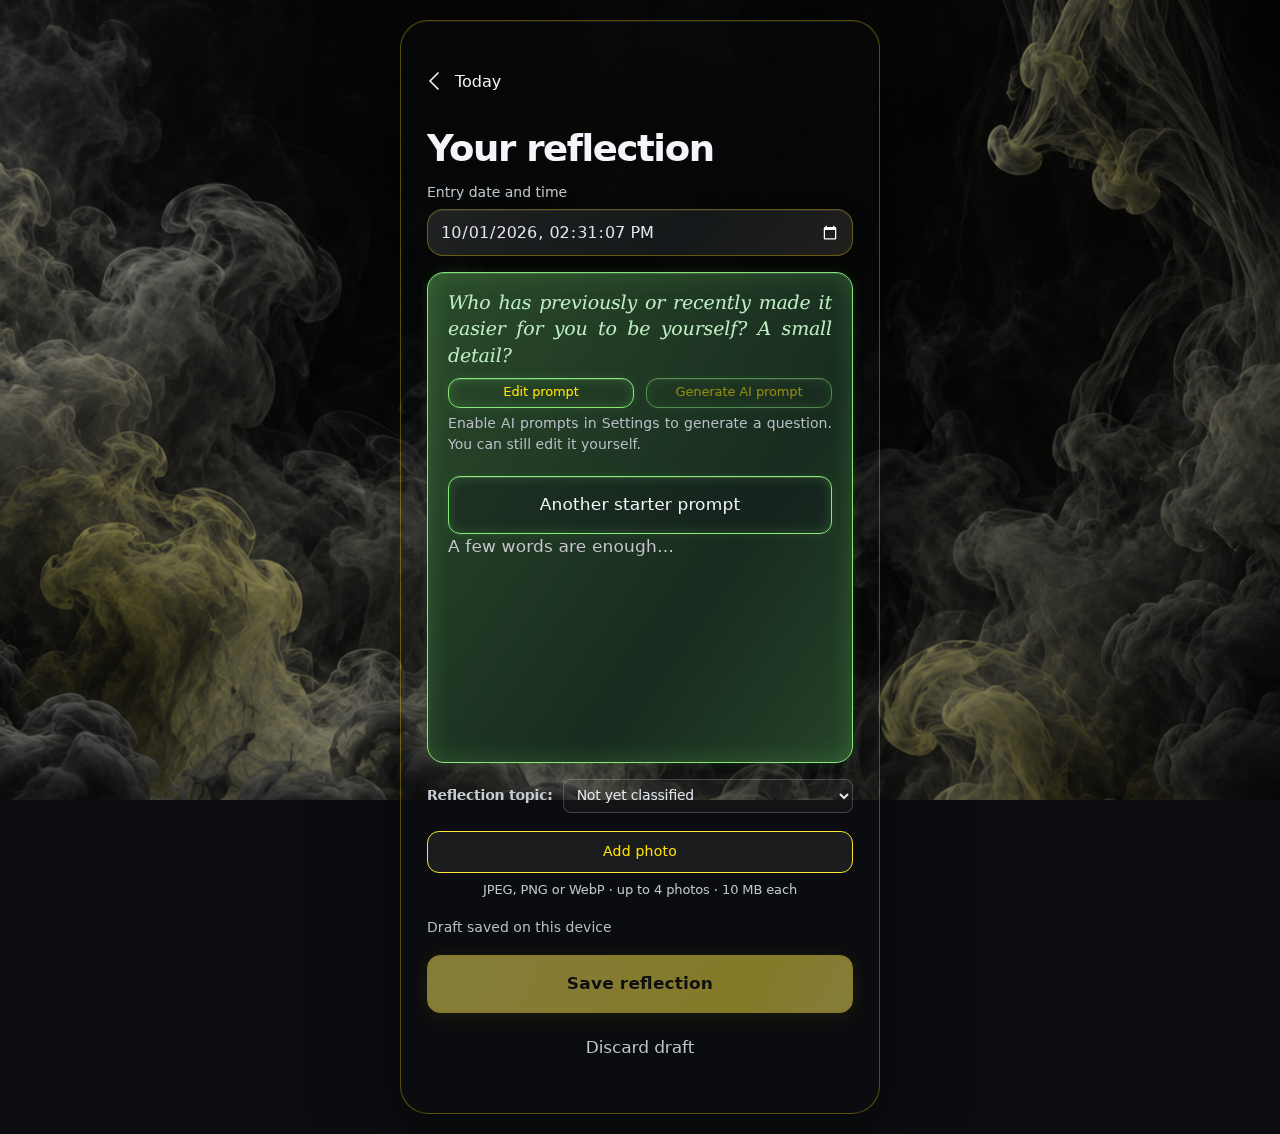 Today
Your reflection
Entry date and time
10/01/2026, 02:31:07 PM
Who has previously or recently made it
easier for you to be yourself? A small
detail?
Edit prompt
Generate AI prompt
Enable AI prompts in Settings to generate a question.
You can still edit it yourself.
Another starter prompt
A few words are enough...
Reflection topic:
Not yet classified
Add photo
JPEG, PNG or WebP · up to 4 photos · 10 MB each
Draft saved on this device
Save reflection
Discard draft